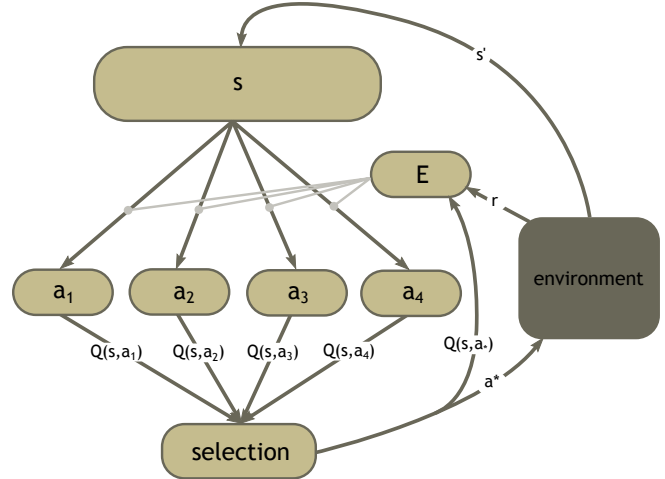 s'
s
E
r
environment
a₁
a₂
a₃
a₄
Q(s,a₁)
Q(s,a₂)
Q(s,a₃)
Q(s,a₄)
Q(s,a*)
a*
selection